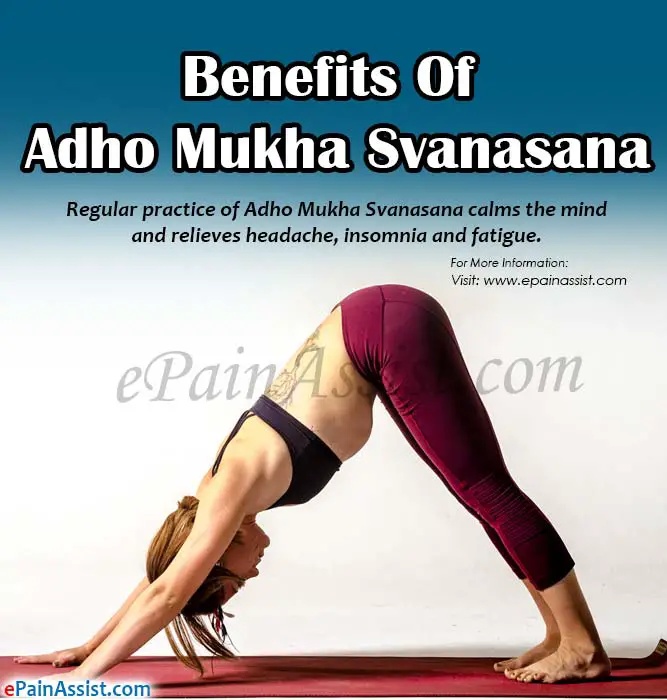 Benefits Of
Adho Mukha Svanasana
Regular practice of Adho Mukha Svanasana calms the mind
and relieves headache, insomnia and fatigue.
For More Information:
Visit: www.epainassist.com
ePainAssist.com
ePainAssist.com